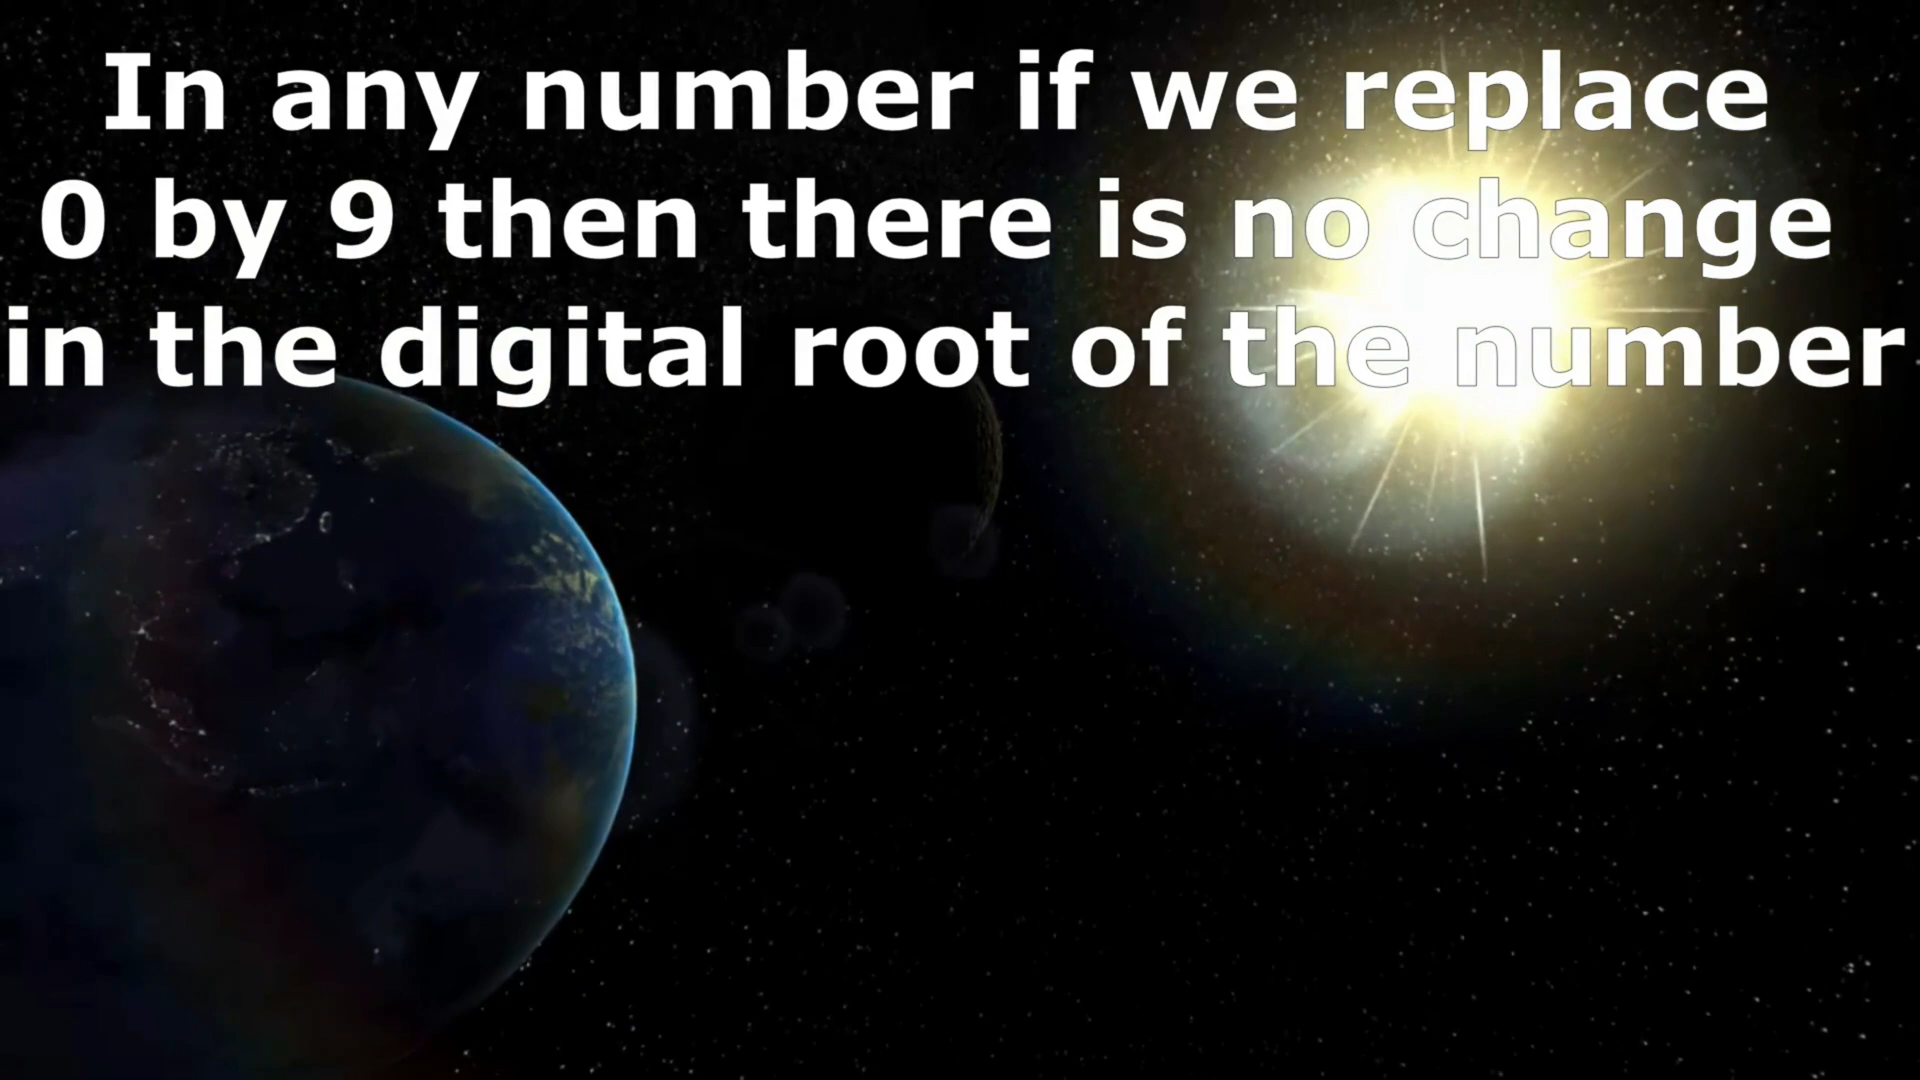 In any number if we replace
0 by 9 then there is no change
in the digital root of the number